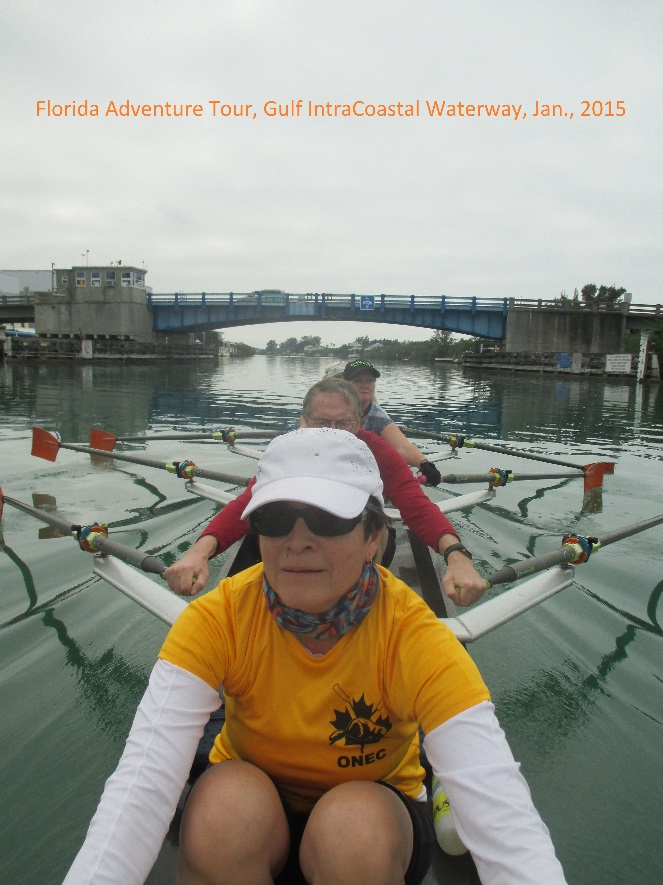 Florida Adventure Tour, Gulf IntraCoastal Waterway, Jan., 2015
ONEC